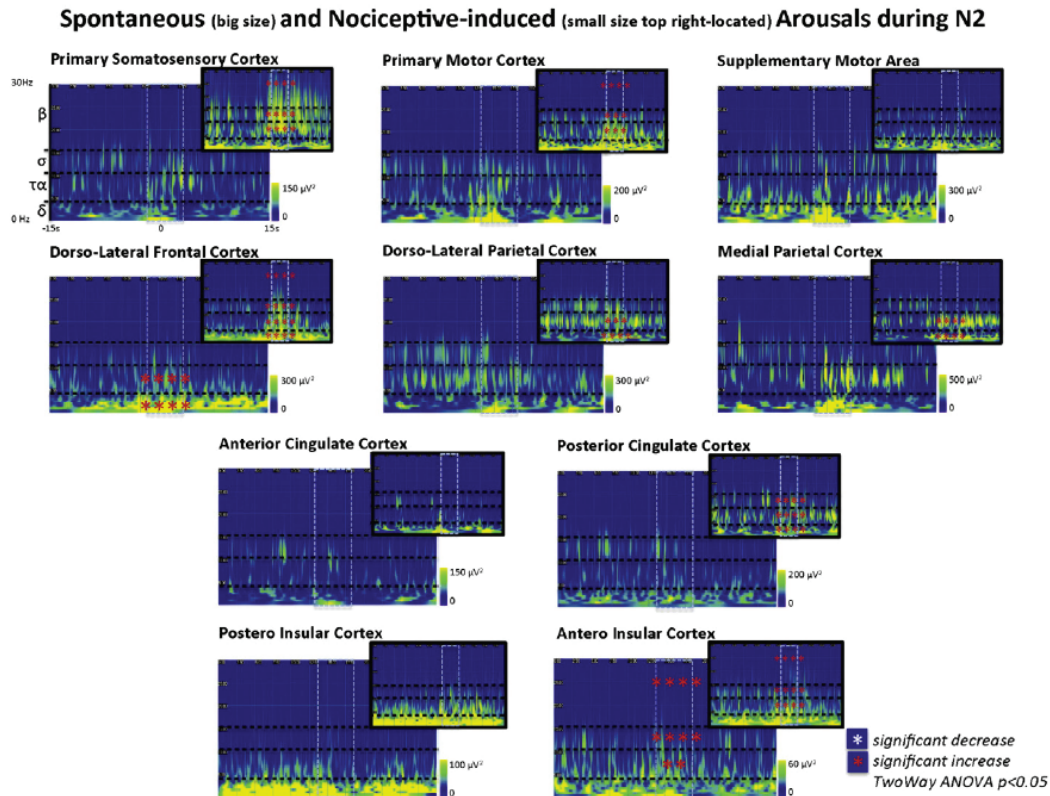 Spontaneous (big size) and Nociceptive-induced (small size top right-located) Arousals during N2
Primary Somatosensory Cortex
Primary Motor Cortex
Supplementary Motor Area
30Hz
β
σ
τα
δ
0 Hz
-15s
0
15s
150 µV²
0
200 µV²
0
300 µV²
0
Dorso-Lateral Frontal Cortex
Dorso-Lateral Parietal Cortex
Medial Parietal Cortex
300 µV²
0
300 µV²
0
500 µV²
0
Anterior Cingulate Cortex
Posterior Cingulate Cortex
150 µV²
0
200 µV²
0
Postero Insular Cortex
Antero Insular Cortex
100 µV²
0
60 µV²
0
* significant decrease
* significant increase
TwoWay ANOVA p<0.05